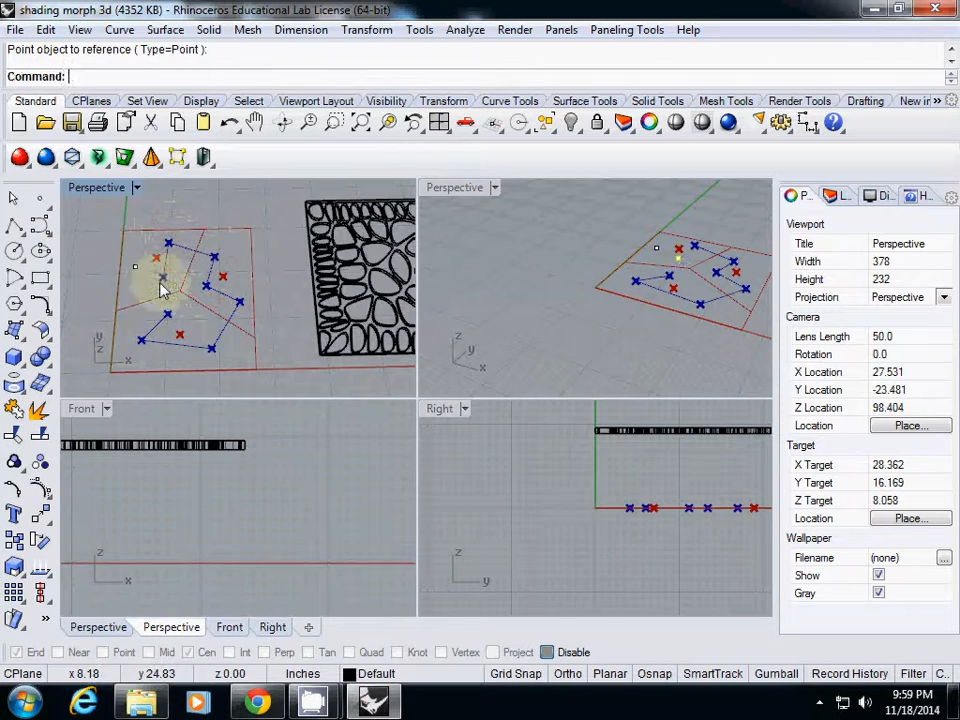 shading morph 3d (4352 KB) - Rhinoceros Educational Lab License (64-bit)
File Edit View Curve Surface Solid Mesh Dimension Transform Tools Analyze Render Panels Paneling Tools Help
Point object to reference ( Type=Point ):
Command:
Standard CPlanes Set View Display Select Viewport Layout Visibility Transform Curve Tools Surface Tools Solid Tools Mesh Tools Render Tools Drafting New in »
Perspective
Perspective
P... L... Di... H...
Viewport
Title Perspective
Width 378
Height 232
Projection Perspective
Camera
Lens Length 50.0
Rotation 0.0
X Location 27.531
Y Location -23.481
Z Location 98.404
Location Place...
Target
X Target 28.362
Y Target 16.169
Z Target 8.058
Location Place...
Wallpaper
Filename (none) ...
Show
Gray
y
z
x
z
y
x
Front
Right
z
x
z
y
Perspective Perspective Front Right
End Near Point Mid Cen Int Perp Tan Quad Knot Vertex Project Disable
CPlane x 8.18 y 24.83 z 0.00 Inches Default Grid Snap Ortho Planar Osnap SmartTrack Gumball Record History Filter C..
9:59 PM
11/18/2014